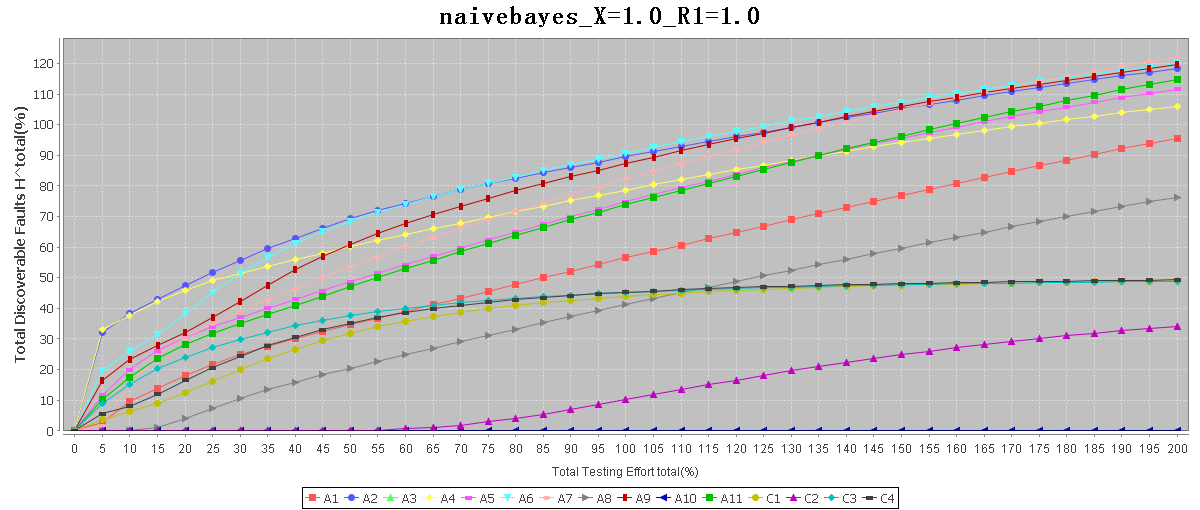 naivebayes_X=1.0_R1=1.0
Total Discoverable Faults H^total(%)
120
110
100
90
80
70
60
50
40
30
20
10
0
0 5 10 15 20 25 30 35 40 45 50 55 60 65 70 75 80 85 90 95 100 105 110 115 120 125 130 135 140 145 150 155 160 165 170 175 180 185 190 195 200
Total Testing Effort total(%)
A1 A2 A3 A4 A5 A6 A7 A8 A9 A10 A11 C1 C2 C3 C4